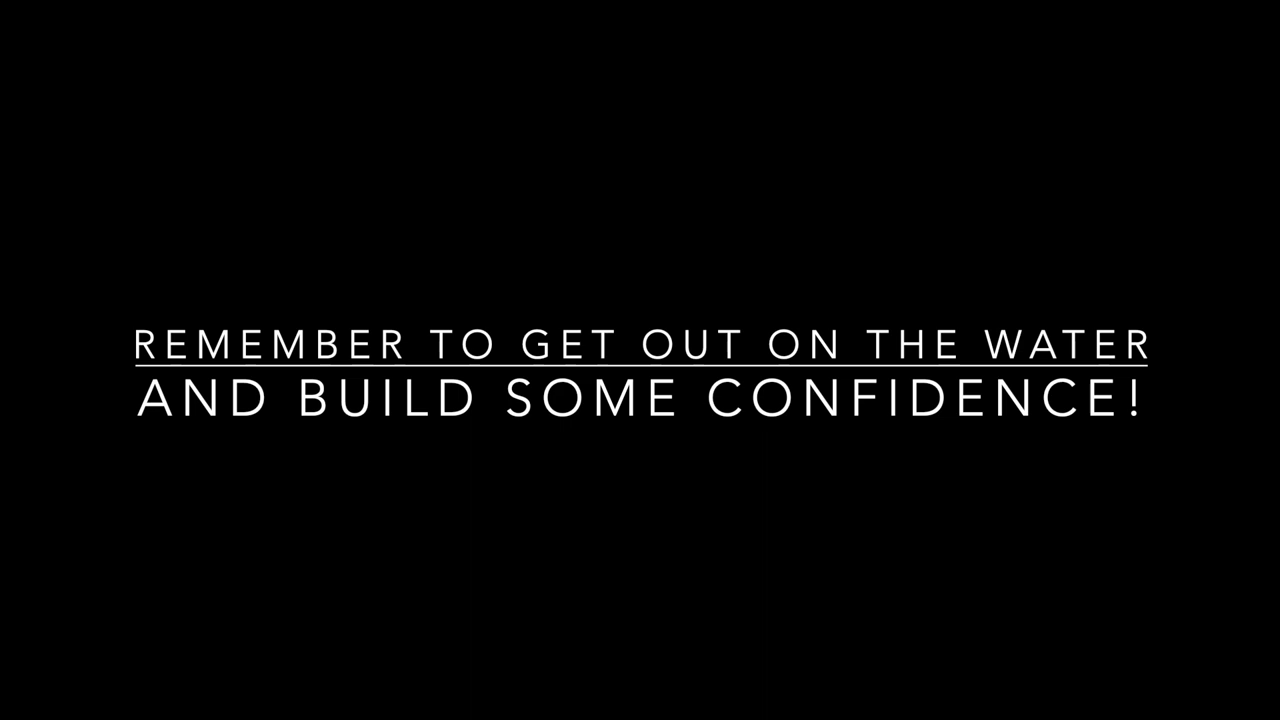 REMEMBER TO GET OUT ON THE WATER
AND BUILD SOME CONFIDENCE!